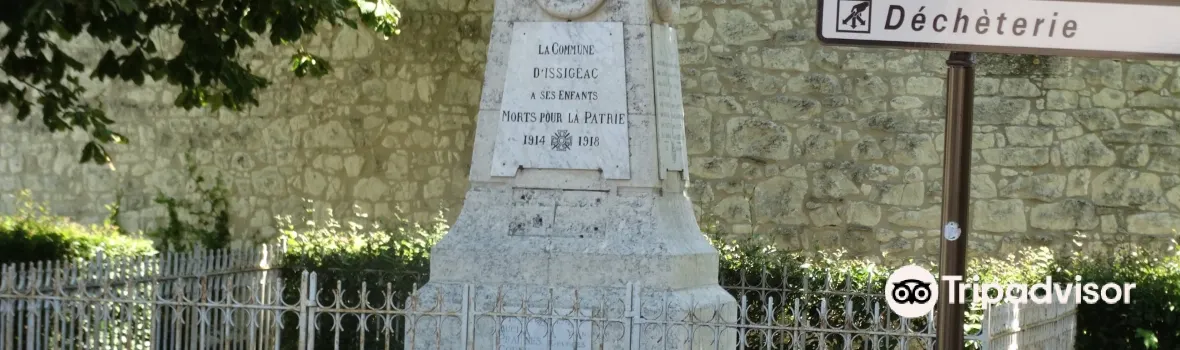 Déchèterie
LA COMMUNE
D'ISSIGEAC
A SES ENFANTS
MORTS POUR LA PATRIE
1914 1918
Tripadvisor